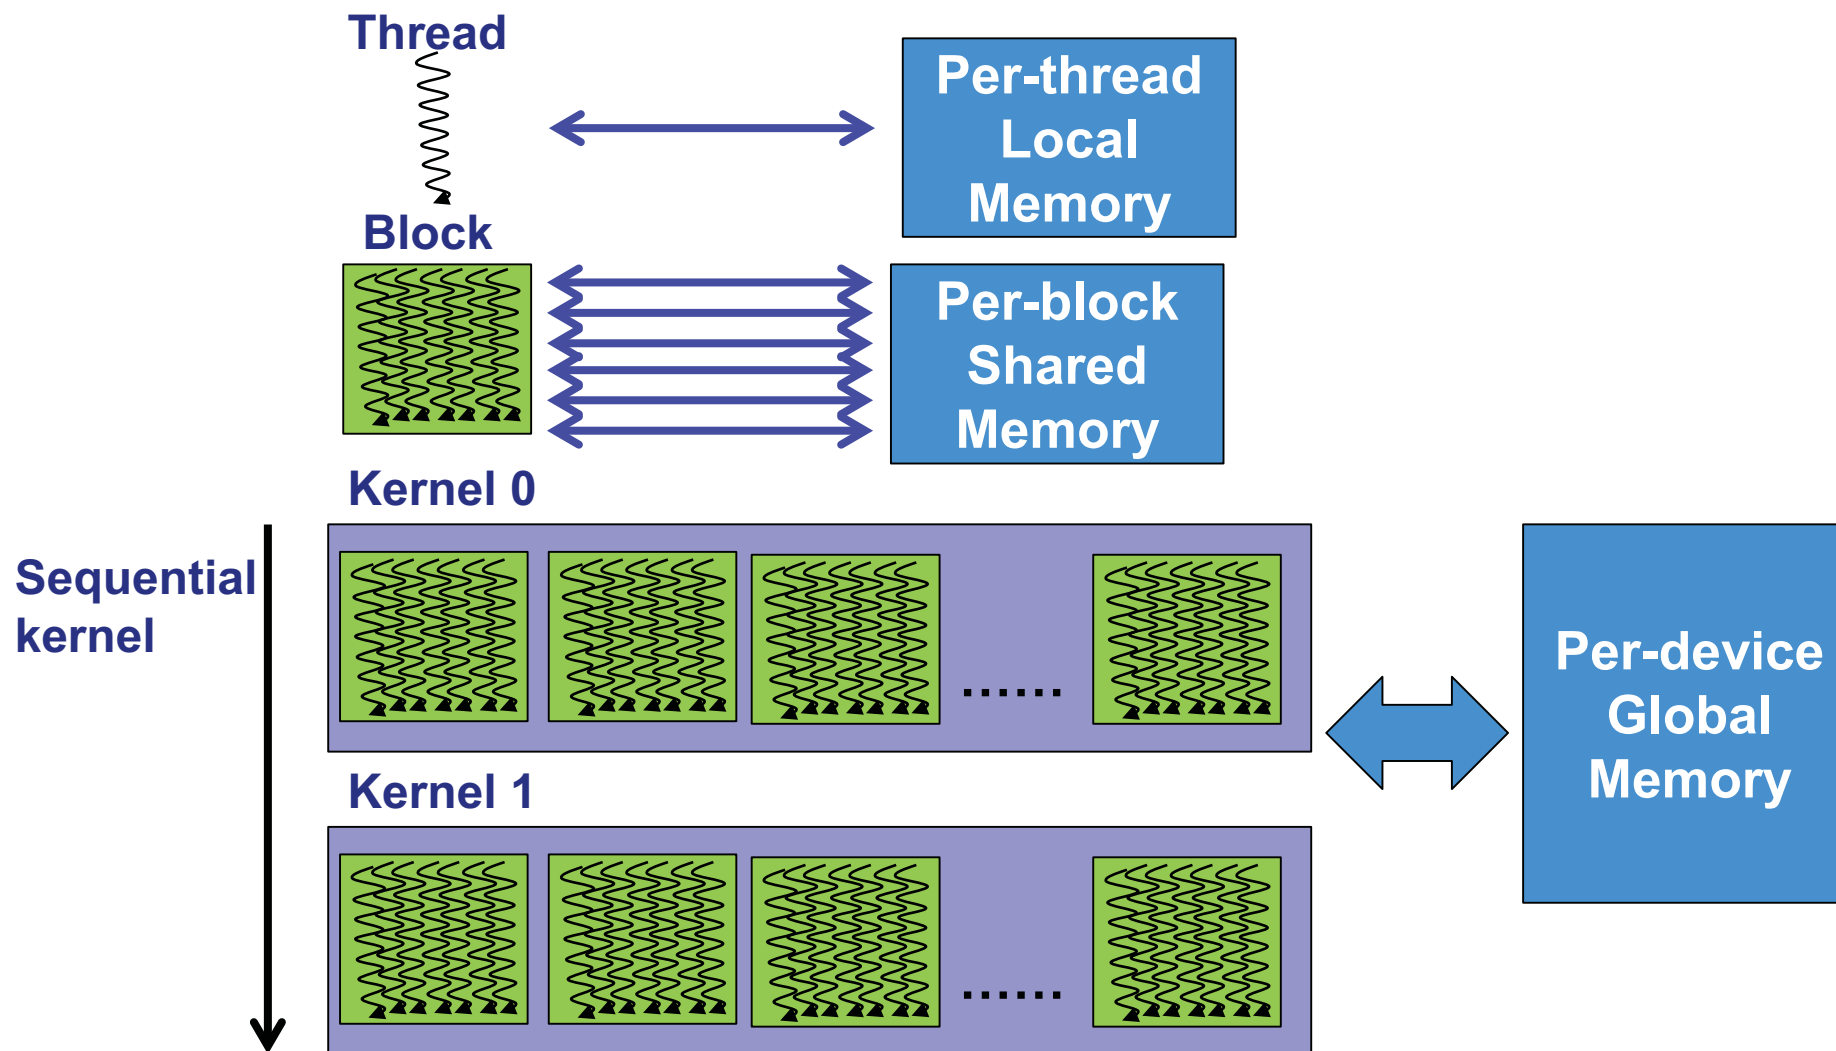 Thread
Per-thread
Local
Memory
Block
Per-block
Shared
Memory
Kernel 0
Sequential
kernel
......
Per-device
Global
Memory
Kernel 1
......